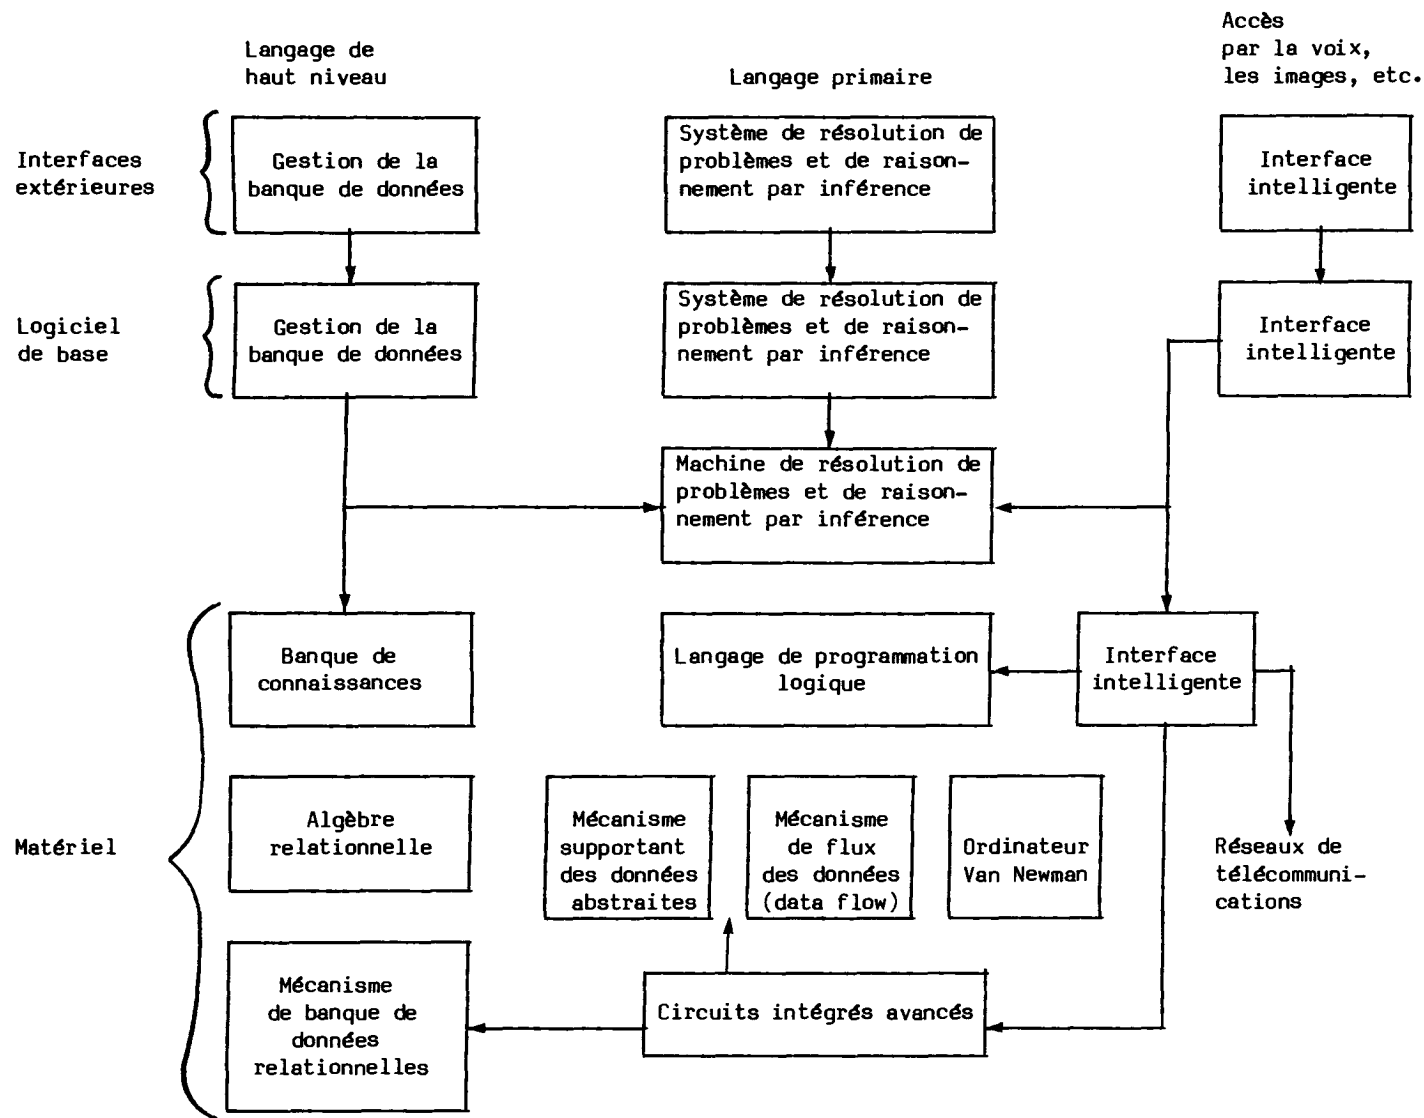 Langage de
haut niveau
Langage primaire
Accès
par la voix,
les images, etc.
Interfaces
extérieures
Gestion de la
banque de données
Système de résolution de
problèmes et de raison-
nement par inférence
Interface
intelligente
Logiciel
de base
Gestion de la
banque de données
Système de résolution de
problèmes et de raison-
nement par inférence
Interface
intelligente
Machine de résolution de
problèmes et de raison-
nement par inférence
Matériel
Banque de
connaissances
Langage de programmation
logique
Interface
intelligente
Algèbre
relationnelle
Mécanisme
supportant
des données
abstraites
Mécanisme
de flux
des données
(data flow)
Ordinateur
Van Newman
Réseaux de
télécommuni-
cations
Mécanisme
de banque de
données
relationnelles
Circuits intégrés avancés